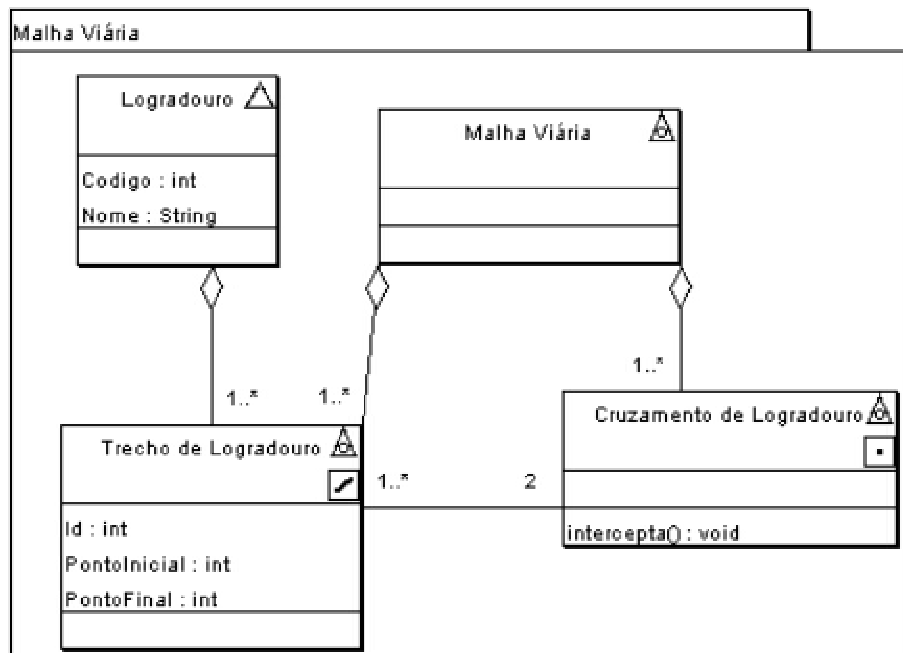 Malha Viária
Logradouro
Codigo : int
Nome : String
Malha Viária
1..*
1..*
1..*
Trecho de Logradouro
Id : int
PontoInicial : int
PontoFinal : int
1..*
2
Cruzamento de Logradouro
intercepta() : void